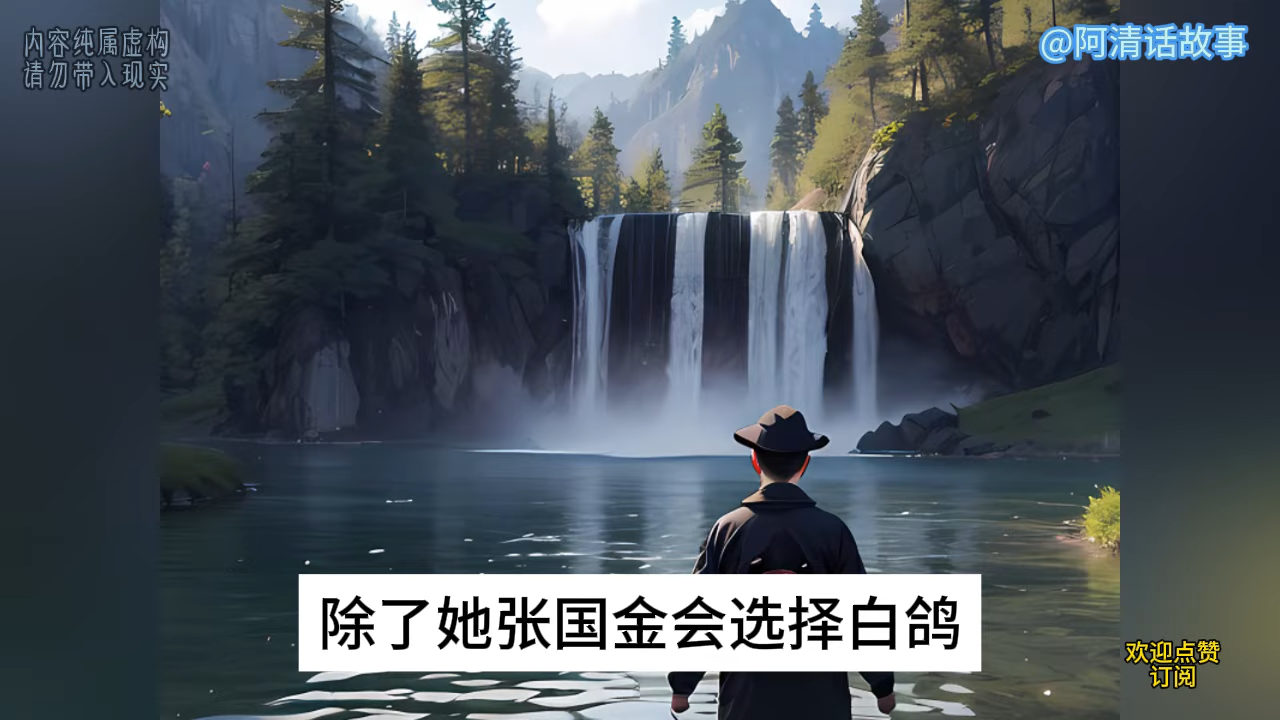 内容纯属虚构
请勿带入现实
@阿清话故事
除了她张国金会选择白鸽
欢迎点赞
订阅